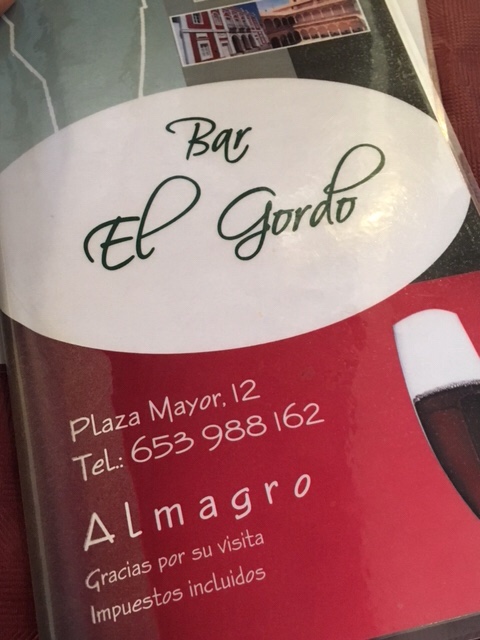 Bar
El Gordo
Plaza Mayor, 12
Tel.: 653 988 162
Almagro
Gracias por su visita
Impuestos incluidos